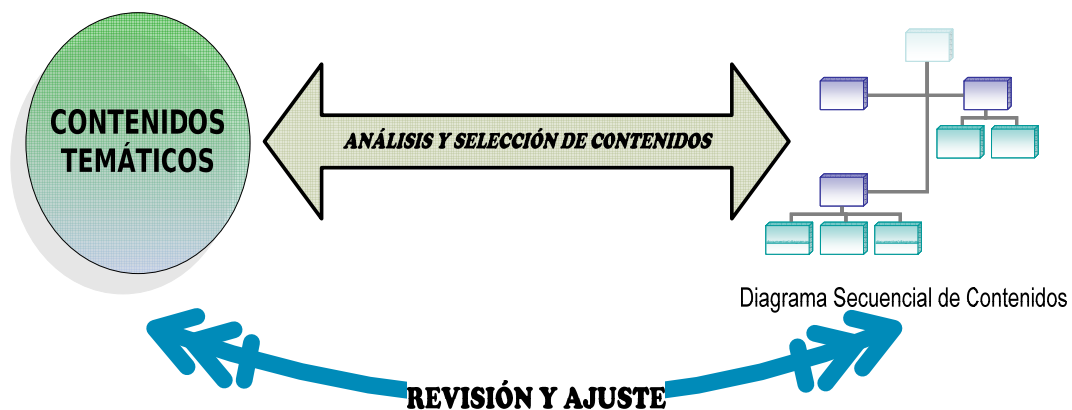 CONTENIDOS
TEMÁTICOS
ANÁLISIS Y SELECCIÓN DE CONTENIDOS
Diagrama Secuencial de Contenidos
REVISIÓN Y AJUSTE